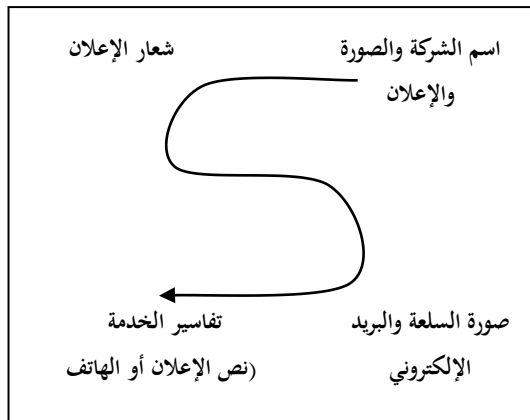 اسم الشركة والصورة
والإعلان
شعار الإعلان
صورة السلعة والبريد
الإلكتروني
تفاسير الخدمة
(نص الإعلان أو الهاتف